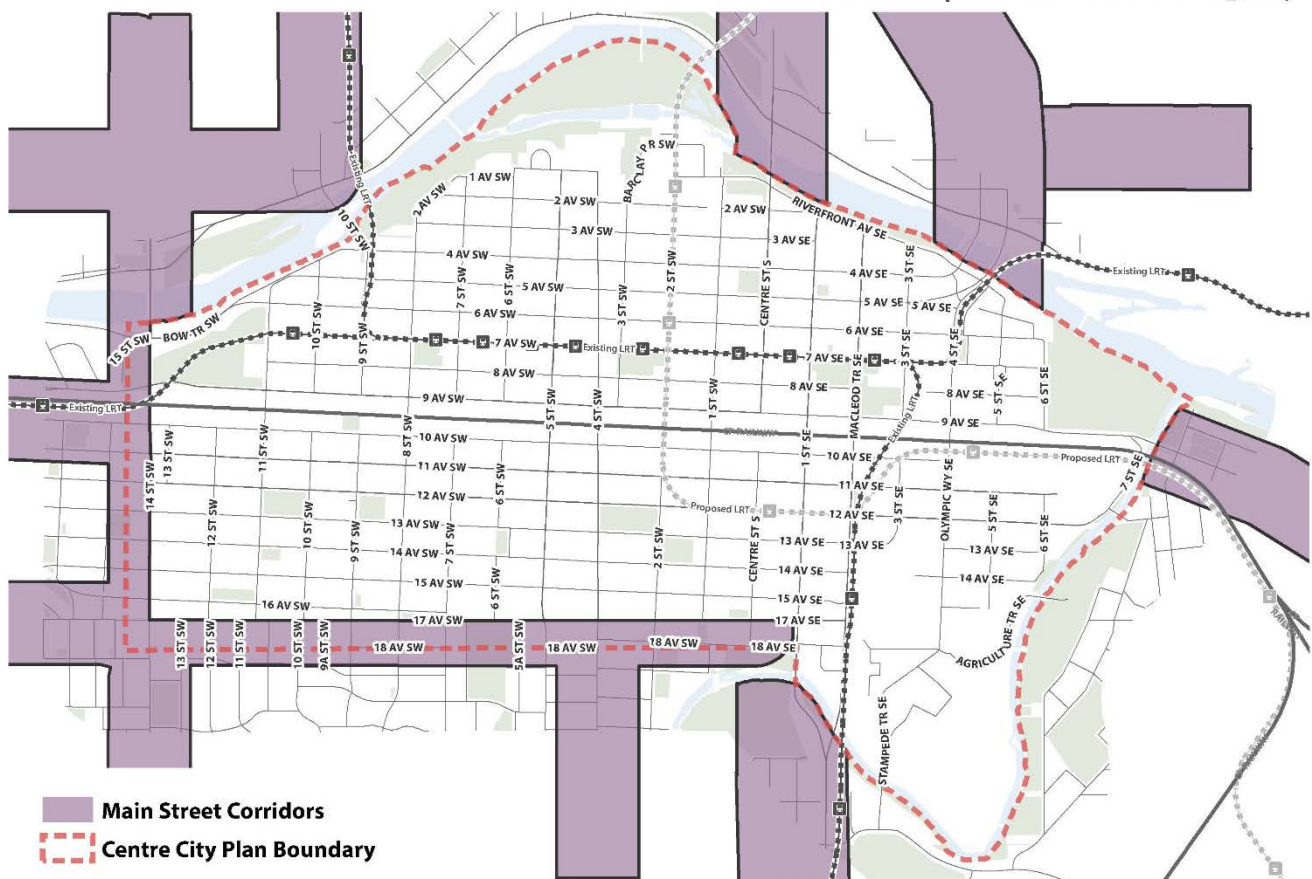 1 AV SW
BARCLAY PR SW
Existing LRT
10 ST SW
2 AV SW
2 AV SW
2 AV SW
RIVERFRONT AV SE
3 AV SW
3 AV SE
4 AV SW
7 ST SW
6 ST SW
5 AV SW
3 ST SW
2 ST SW
CENTRE ST S
4 AV SE
3 ST SE
5 AV SE
5 AV SE
Existing LRT
6 AV SW
6 AV SE
15 ST SW
BOW TR SW
10 ST SW
9 ST SW
7 AV SW
Existing LRT
7 AV SE
MACLEOD TR SE
3 ST SE
4 ST SE
8 AV SW
8 AV SE
8 AV SE
5 ST SE
6 ST SE
Existing LRT
9 AV SW
5 ST SW
4 ST SW
1 ST SW
1 ST SE
Existing LRT
9 AV SE
14 ST SW
13 ST SW
11 ST SW
8 ST SW
10 AV SW
10 AV SE
Proposed LRT
7 ST SE
11 AV SW
6 ST SW
11 AV SE
12 ST SW
10 ST SW
9 ST SW
12 AV SW
7 ST SW
Proposed LRT
12 AV SE
3 ST SE
OLYMPIC WY SE
5 ST SE
6 ST SE
13 AV SW
2 ST SW
CENTRE ST S
13 AV SE
13 AV SE
13 AV SE
14 AV SW
14 AV SE
14 AV SE
15 AV SW
6 ST SW
15 AV SE
16 AV SW
17 AV SW
17 AV SE
AGRICULTURE TR SE
13 ST SW
12 ST SW
11 ST SW
10 ST SW
9A ST SW
18 AV SW
5A ST SW
18 AV SW
18 AV SW
18 AV SE
STAMPEDE TR SE
Main Street Corridors
Centre City Plan Boundary